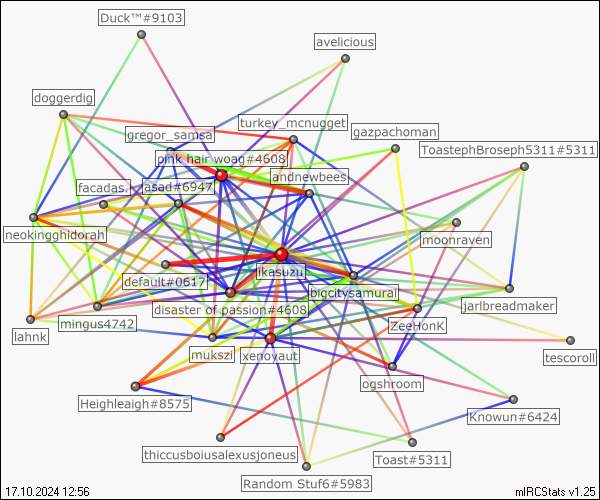 Duck™#9103
avelicious
doggerdig
turkey_mcnugget
gregor_samsa
gazpachoman
ToastephBroseph5311#5311
pink hair woag#4608
andnewbees
facadas.
asad#6947
neokingghidorah
moonraven
likasuzu
default#0617
bigcitysamurai
jarlbreadmaker
disaster of passion#4608
mingus4742
ZeeHonK
lahnk
mukszi
xenoyaut
tescoroll
ogshroom
Heighleaigh#8575
Knowun#6424
thiccusboiusalexusjoneus
Toast#5311
Random Stuf6#5983
17.10.2024 12:56
mIRCStats v1.25